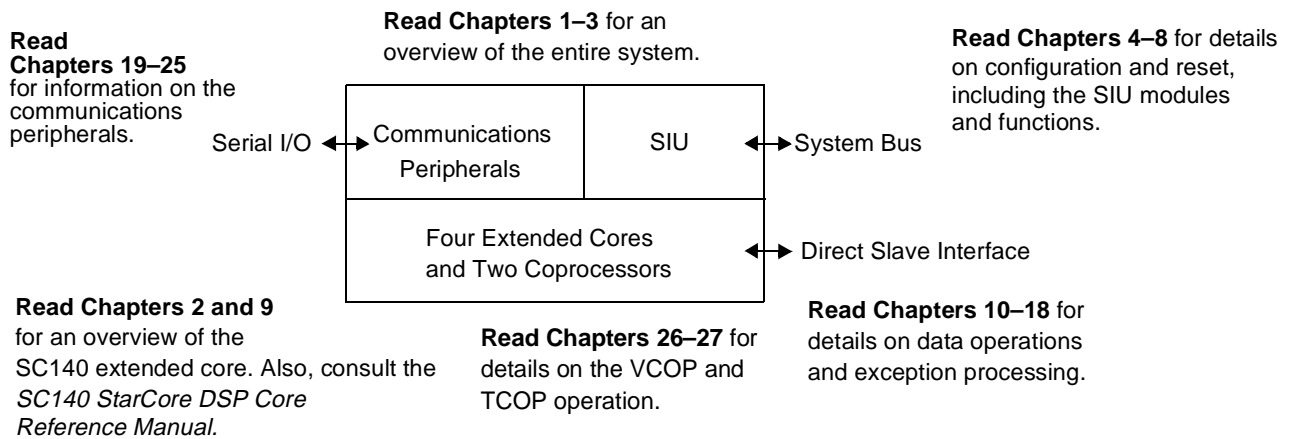 Read Chapters 1–3 for an
overview of the entire system.
Read
Chapters 19–25
for information on the
communications
peripherals.
Read Chapters 4–8 for details
on configuration and reset,
including the SIU modules
and functions.
Serial I/O
Communications
Peripherals
SIU
System Bus
Four Extended Cores
and Two Coprocessors
Direct Slave Interface
Read Chapters 2 and 9
for an overview of the
SC140 extended core. Also, consult the
SC140 StarCore DSP Core
Reference Manual.
Read Chapters 26–27 for
details on the VCOP and
TCOP operation.
Read Chapters 10–18 for
details on data operations
and exception processing.